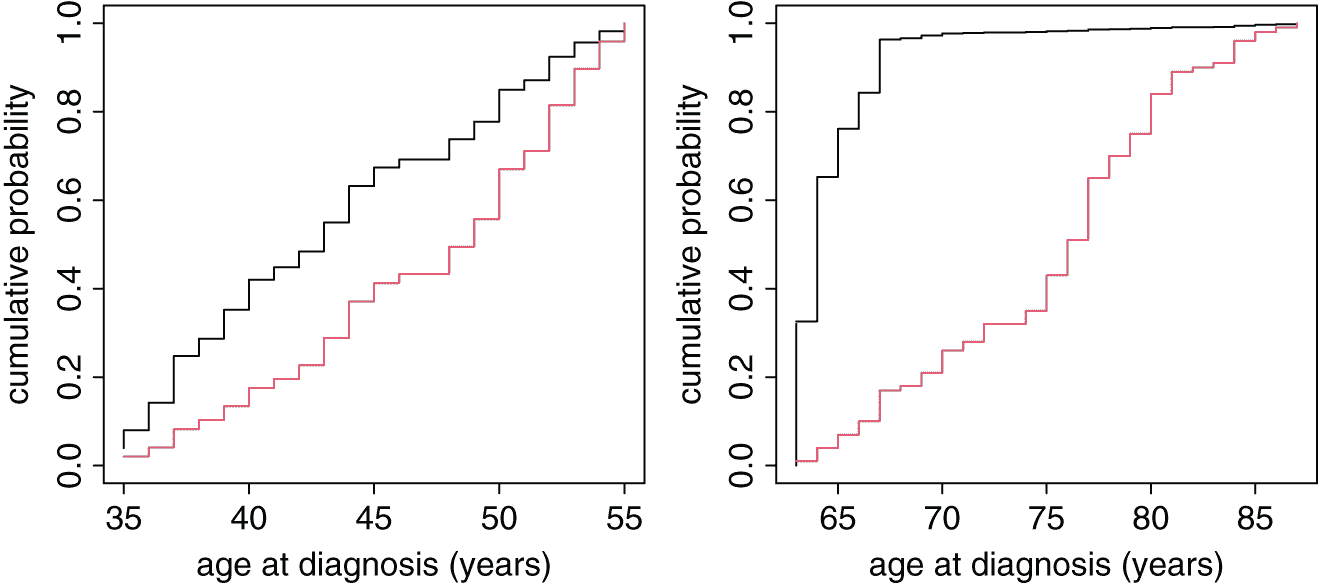 cumulative probability
0.0 0.2 0.4 0.6 0.8 1.0
35 40 45 50 55
age at diagnosis (years)
cumulative probability
0.0 0.2 0.4 0.6 0.8 1.0
65 70 75 80 85
age at diagnosis (years)